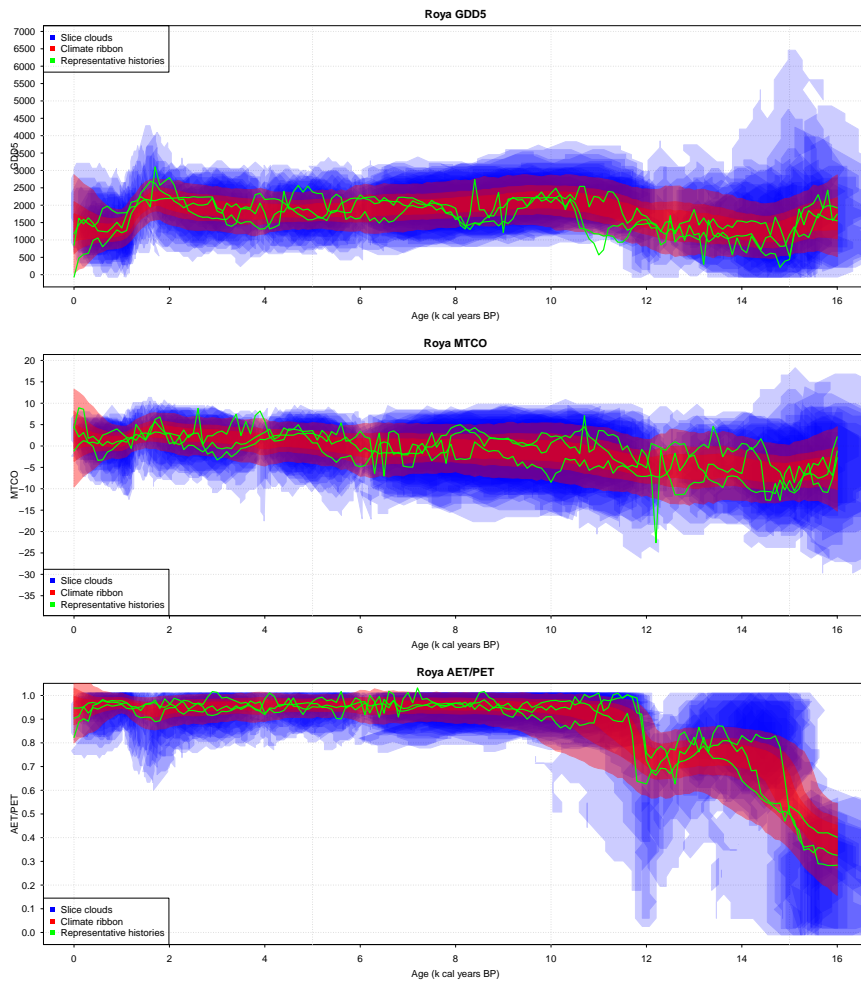 Roya GDD5
GDD5
7000
6500
6000
5500
5000
4500
4000
3500
3000
2500
2000
1500
1000
500
0
Slice clouds
Climate ribbon
Representative histories
0 2 4 6 8 10 12 14 16
Age (k cal years BP)
Roya MTCO
MTCO
20
15
10
5
0
−5
−10
−15
−20
−25
−30
−35
Slice clouds
Climate ribbon
Representative histories
0 2 4 6 8 10 12 14 16
Age (k cal years BP)
Roya AET/PET
AET/PET
1.0
0.9
0.8
0.7
0.6
0.5
0.4
0.3
0.2
0.1
0.0
Slice clouds
Climate ribbon
Representative histories
0 2 4 6 8 10 12 14 16
Age (k cal years BP)